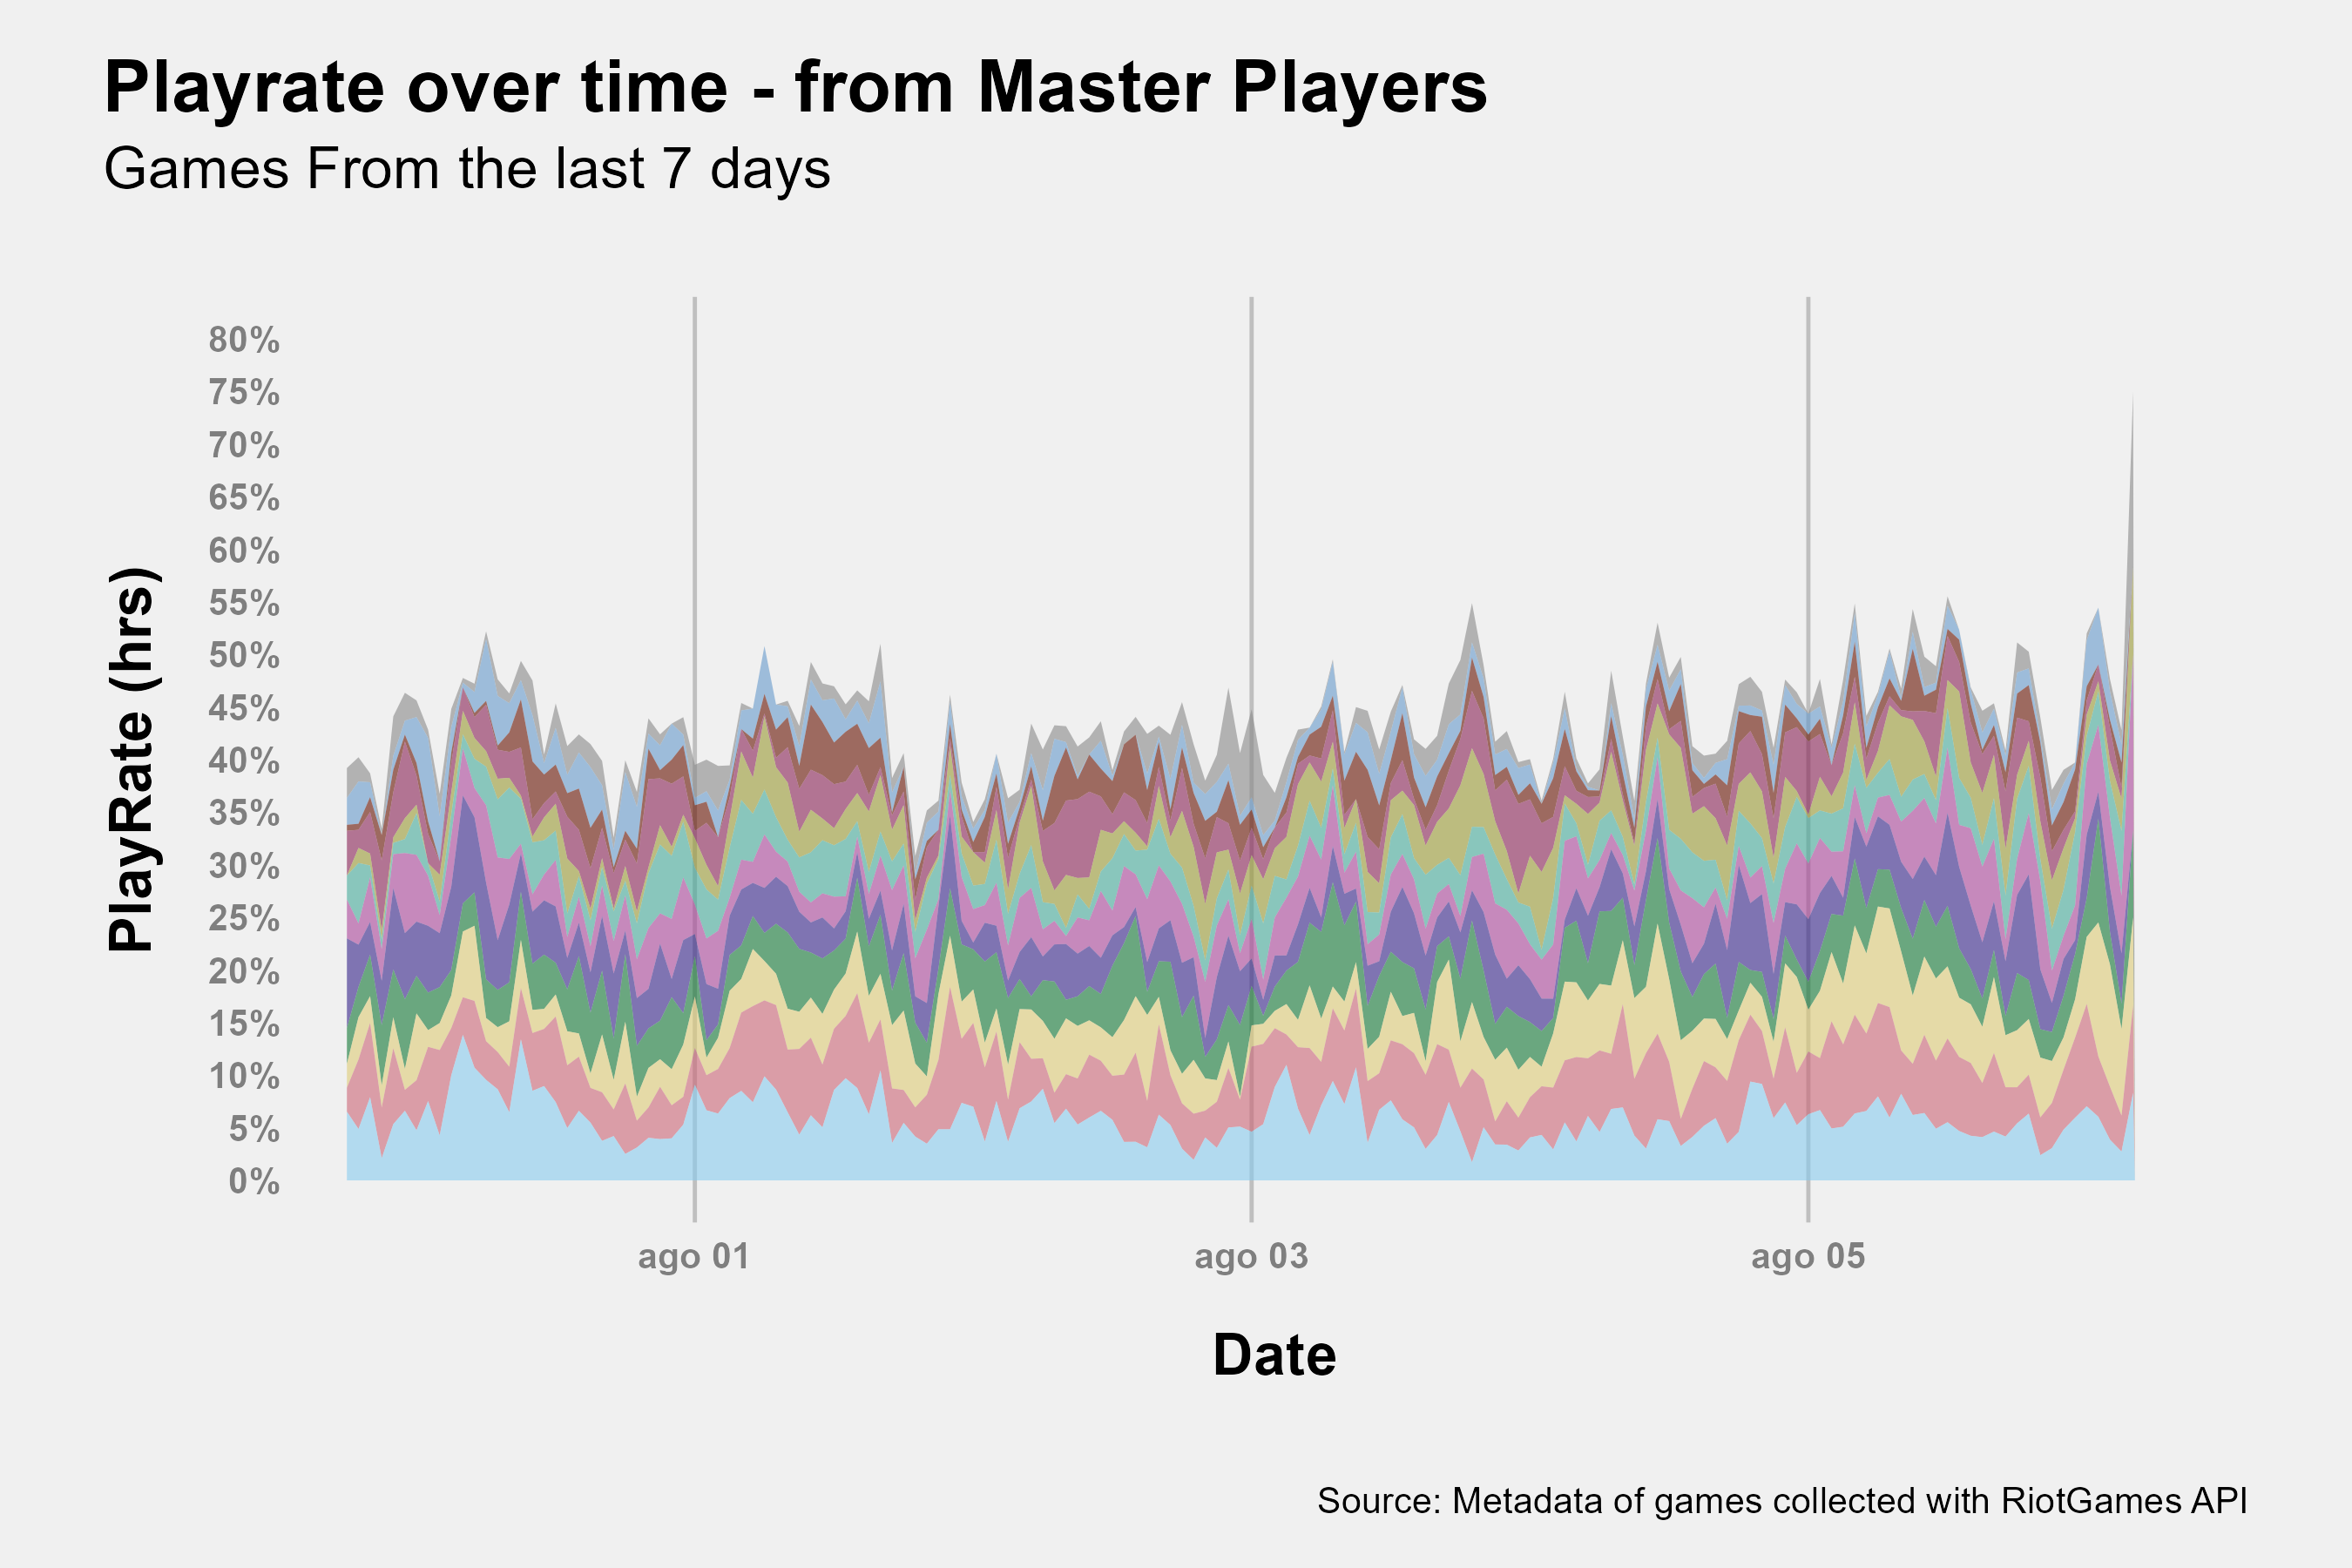 Playrate over time - from Master Players
Games From the last 7 days
PlayRate (hrs)
80%
75%
70%
65%
60%
55%
50%
45%
40%
35%
30%
25%
20%
15%
10%
5%
0%
ago 01
ago 03
ago 05
Date
Source: Metadata of games collected with RiotGames API